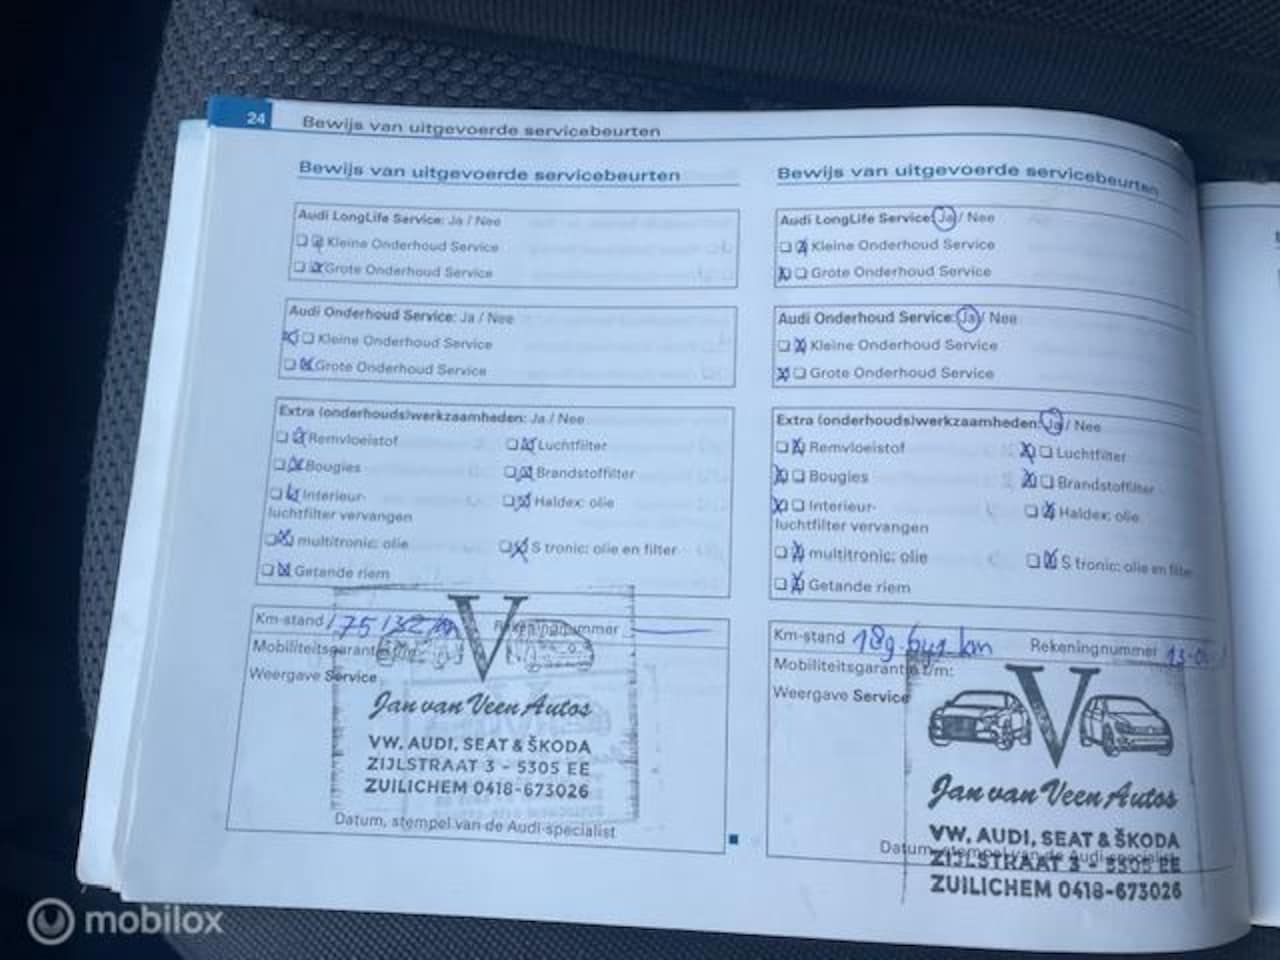 24
Bewijs van uitgevoerde servicebeurten
Bewijs van uitgevoerde servicebeurten
Audi LongLife Service: Ja / Nee
Kleine Onderhoud Service
Grote Onderhoud Service
Audi Onderhoud Service: Ja / Nee
Kleine Onderhoud Service
Grote Onderhoud Service
Extra (onderhouds)werkzaamheden: Ja / Nee
Remvloeistof
Luchtfilter
Bougies
Brandstoffilter
Interieur-
luchtfilter vervangen
Haldex: olie
multitronic: olie
S tronic: olie en filter
Getande riem
Km-stand 175132 km
Rekeningnummer
Mobiliteitsgarantie t/m:
Weergave Service
V
Jan van Veen Autos
VW, AUDI, SEAT & ŠKODA
ZIJLSTRAAT 3 - 5305 EE
ZUILICHEM 0418-673026
Datum, stempel van de Audi-specialist
Bewijs van uitgevoerde servicebeurten
Audi LongLife Service: Ja / Nee
Kleine Onderhoud Service
Grote Onderhoud Service
Audi Onderhoud Service: Ja / Nee
Kleine Onderhoud Service
Grote Onderhoud Service
Extra (onderhouds)werkzaamheden: Ja / Nee
Remvloeistof
Luchtfilter
Bougies
Brandstoffilter
Interieur-
luchtfilter vervangen
Haldex: olie
multitronic: olie
S tronic: olie en filter
Getande riem
Km-stand km
Rekeningnummer
Mobiliteitsgarantie t/m:
Weergave Service
V
Jan van Veen Autos
VW, AUDI, SEAT & ŠKODA
Datum, stempel van de Audi-specialist
ZIJLSTRAAT 3 - 5305 EE
ZUILICHEM 0418-673026
mobilox